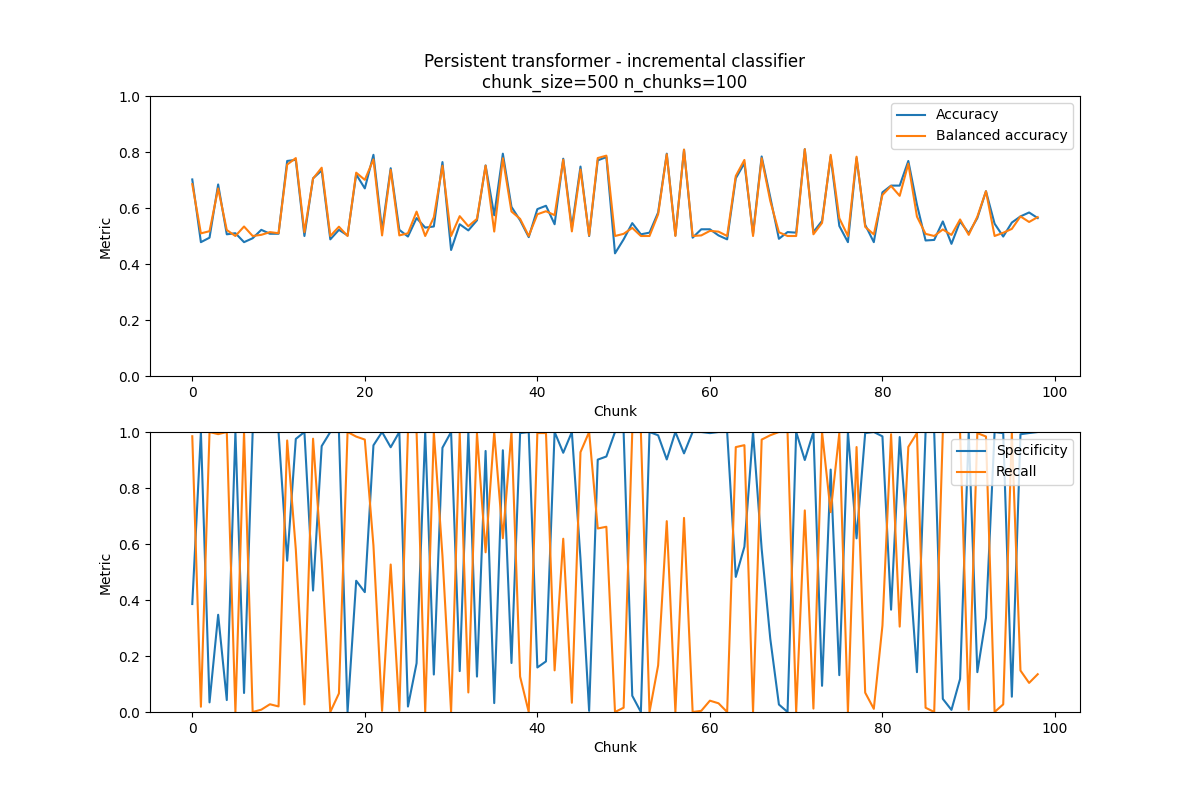 Persistent transformer - incremental classifier
chunk_size=500 n_chunks=100
1.0
0.8
0.6
0.4
0.2
0.0
Metric
Accuracy
Balanced accuracy
0 20 40 60 80 100
Chunk
1.0
0.8
0.6
0.4
0.2
0.0
Metric
Specificity
Recall
0 20 40 60 80 100
Chunk